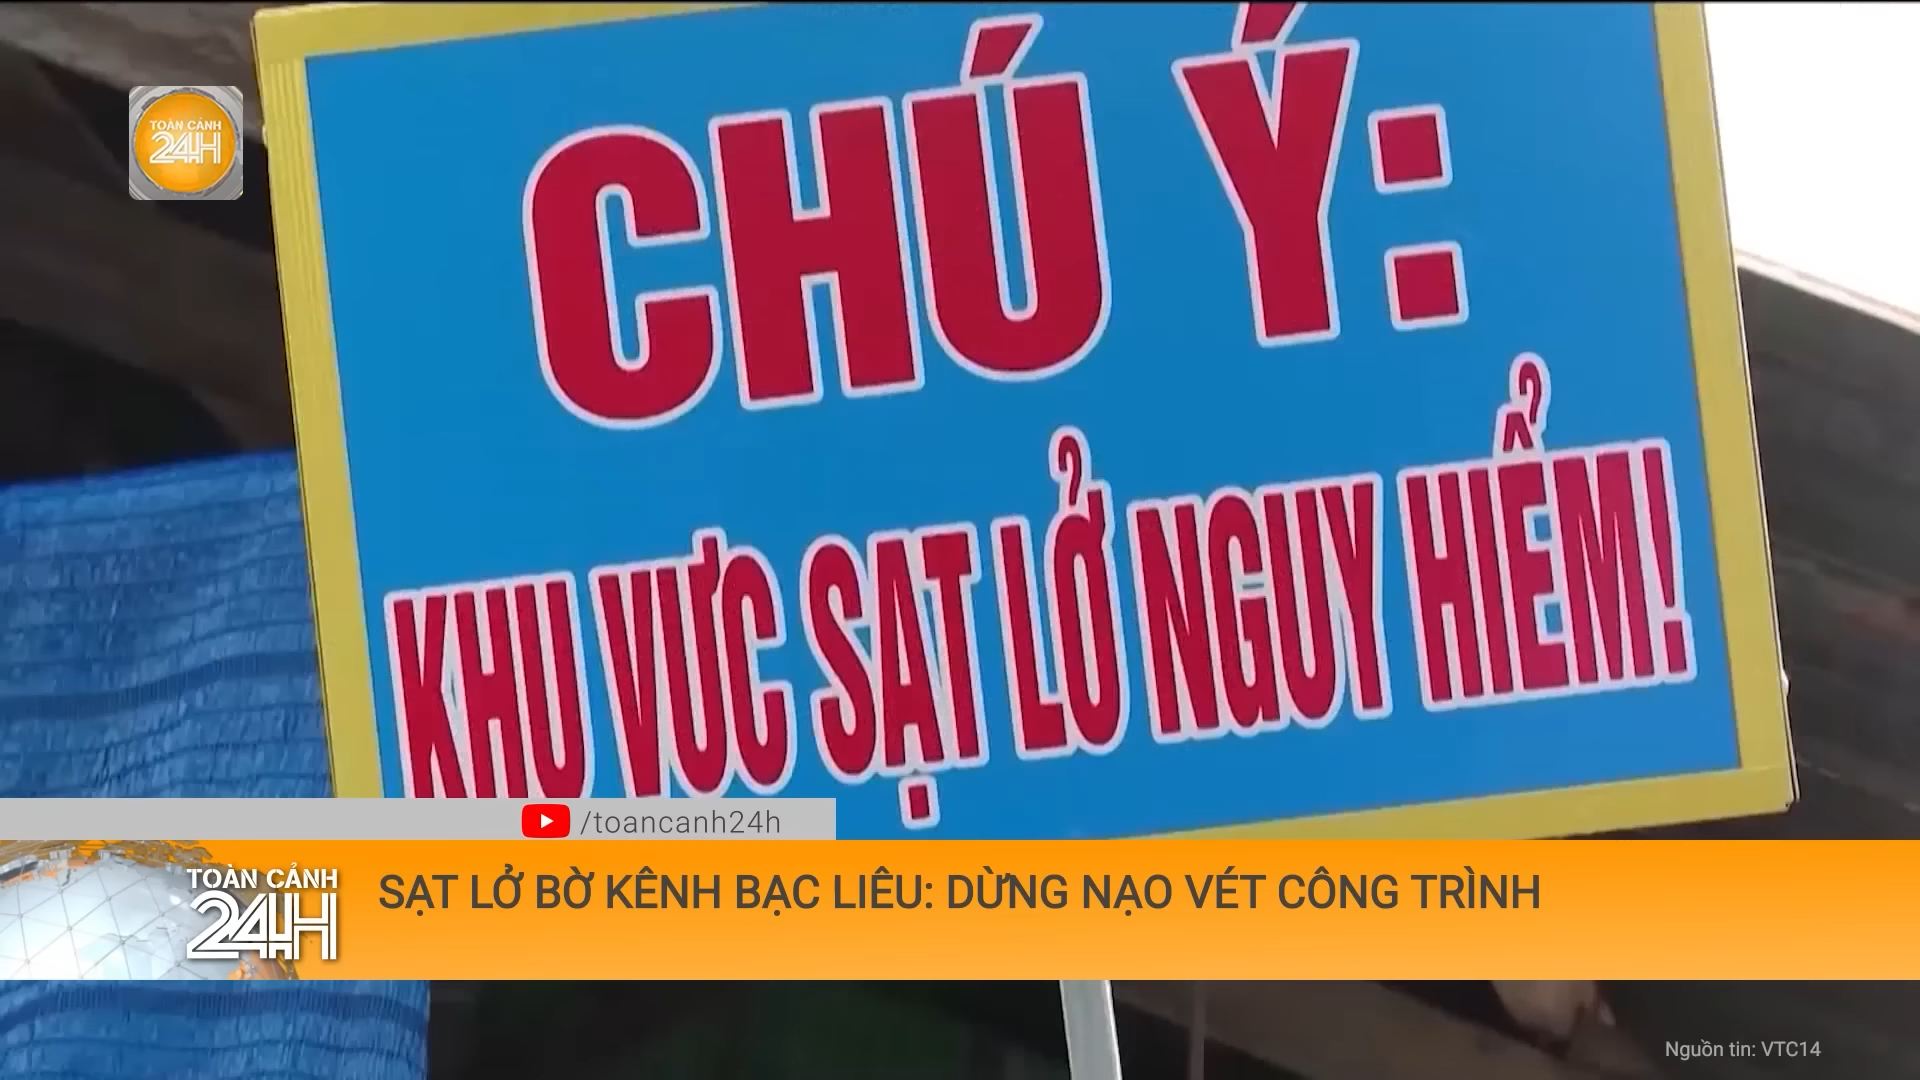 CHÚ Ý:
TOÀN CẢNH
24H
KHU VƯC SẠT LỞ NGUY HIỂM!
/toancanh24h
TOÀN CẢNH
24H
SẠT LỞ BỜ KÊNH BẠC LIÊU: DỪNG NẠO VÉT CÔNG TRÌNH
Nguồn tin: VTC14